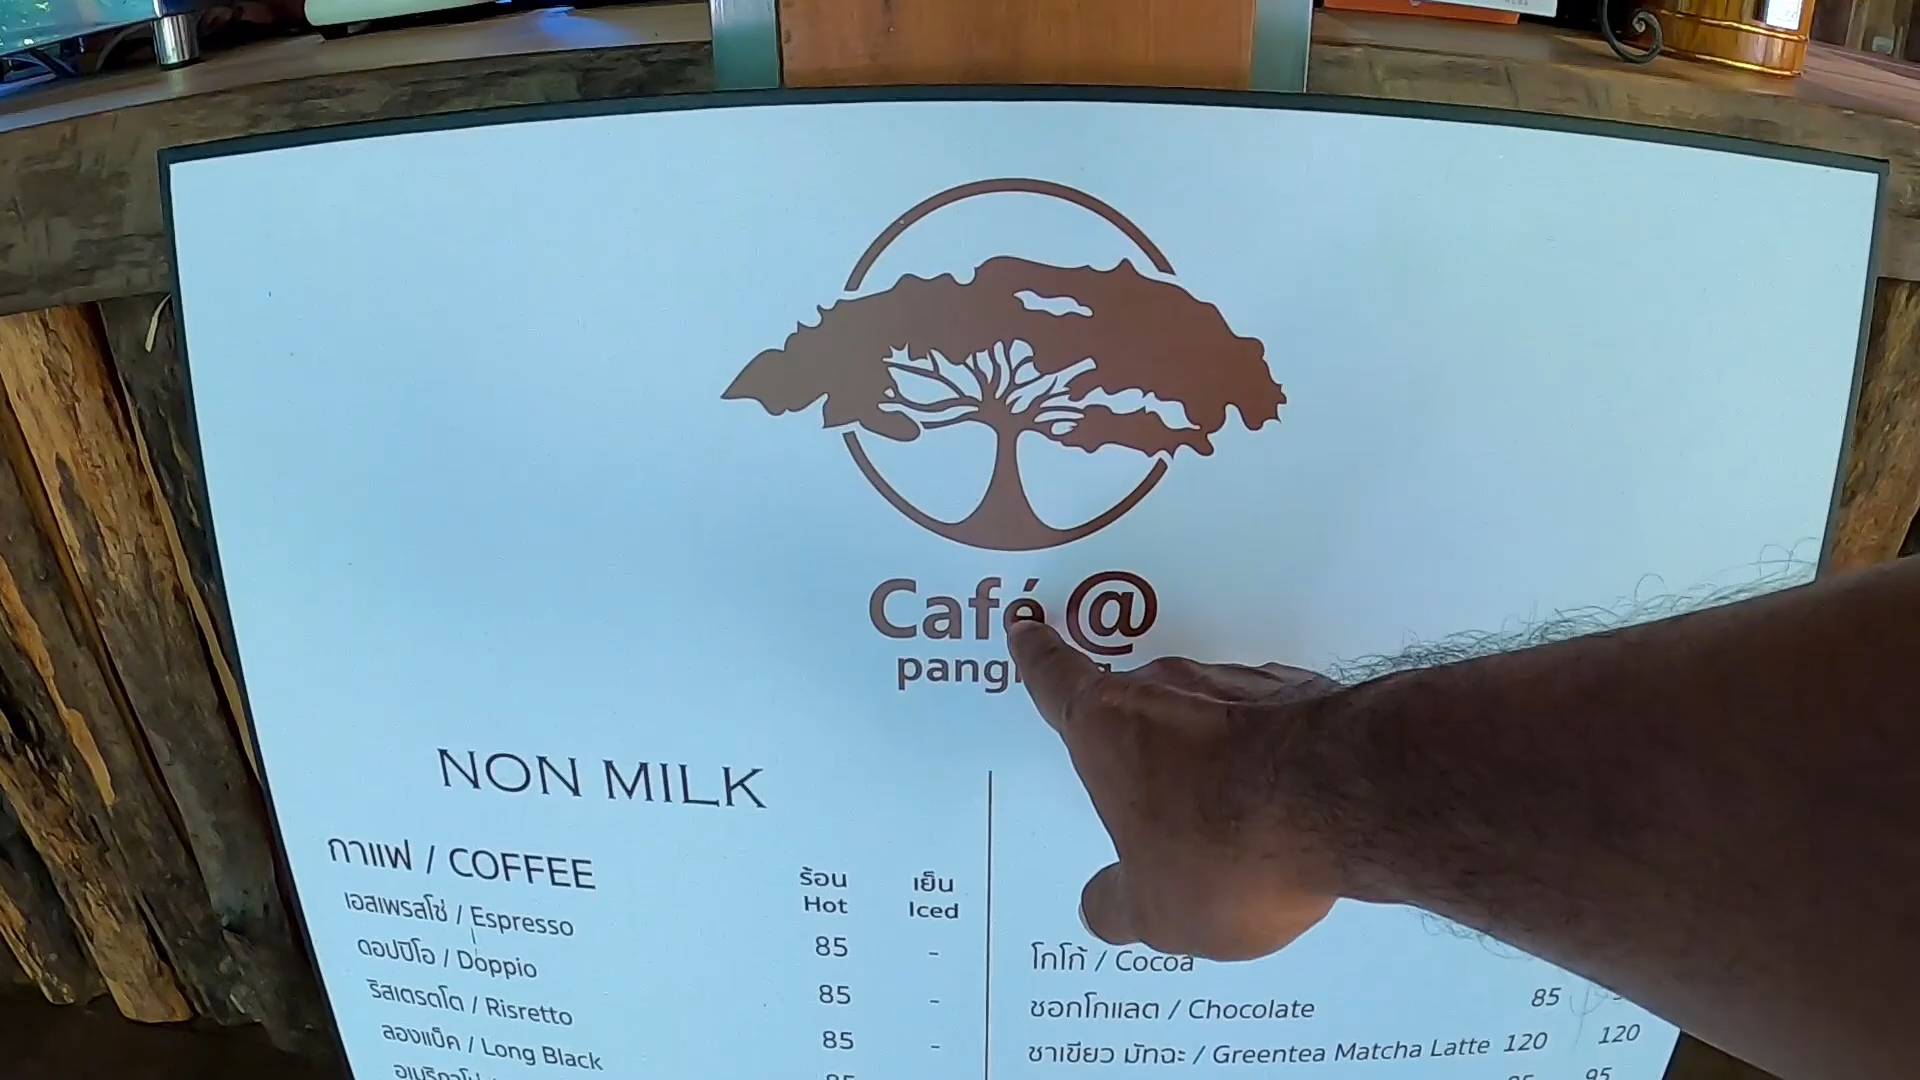 Café @
NON MILK
กาแฟ / COFFEE
ร้อน เย็น
Hot Iced
เอสเพรสโซ่ / Espresso 85 -
ดอปปิโอ / Doppio 85 -
ริสเตรตโต / Risretto 85 -
ลองแบ็ค / Long Black
โกโก้ / Cocoa
ชอกโกแลต / Chocolate 85
ชาเขียว มัทฉะ / Greentea Matcha Latte 120 120
95